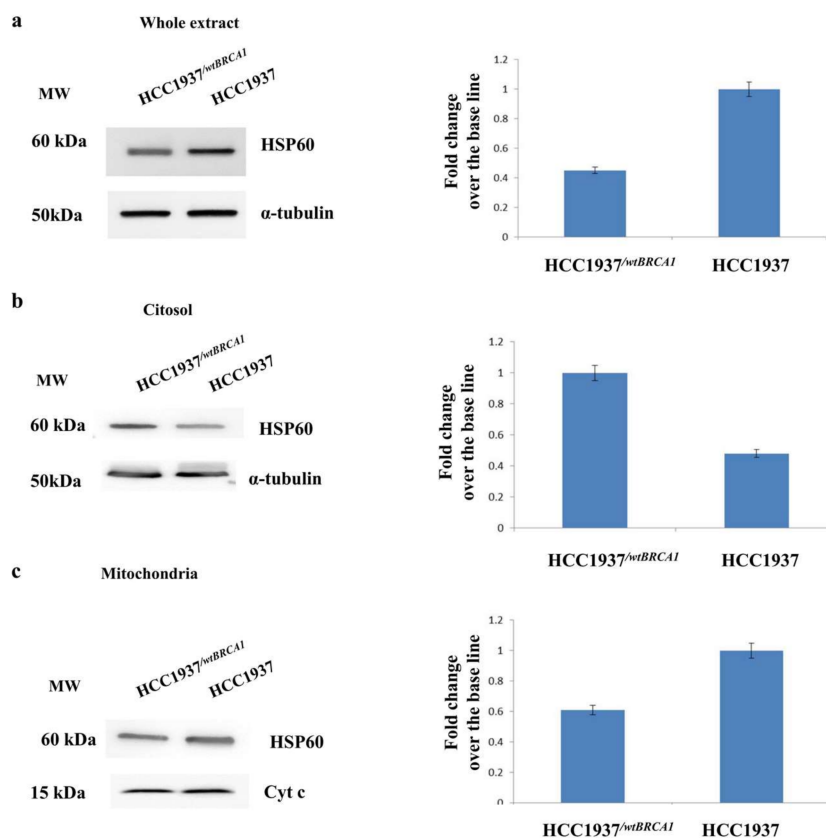 a
Whole extract
MW
HCC1937/wtBRCA1
HCC1937
60 kDa
HSP60
50kDa
α-tubulin
Fold change
over the base line
1.2
1
0.8
0.6
0.4
0.2
0
HCC1937/wtBRCA1
HCC1937
b
Citosol
MW
HCC1937/wtBRCA1
HCC1937
60 kDa
HSP60
50kDa
α-tubulin
Fold change
over the base line
1.2
1
0.8
0.6
0.4
0.2
0
HCC1937/wtBRCA1
HCC1937
c
Mitochondria
MW
HCC1937/wtBRCA1
HCC1937
60 kDa
HSP60
15 kDa
Cyt c
Fold change
over the base line
1.2
1
0.8
0.6
0.4
0.2
0
HCC1937/wtBRCA1
HCC1937